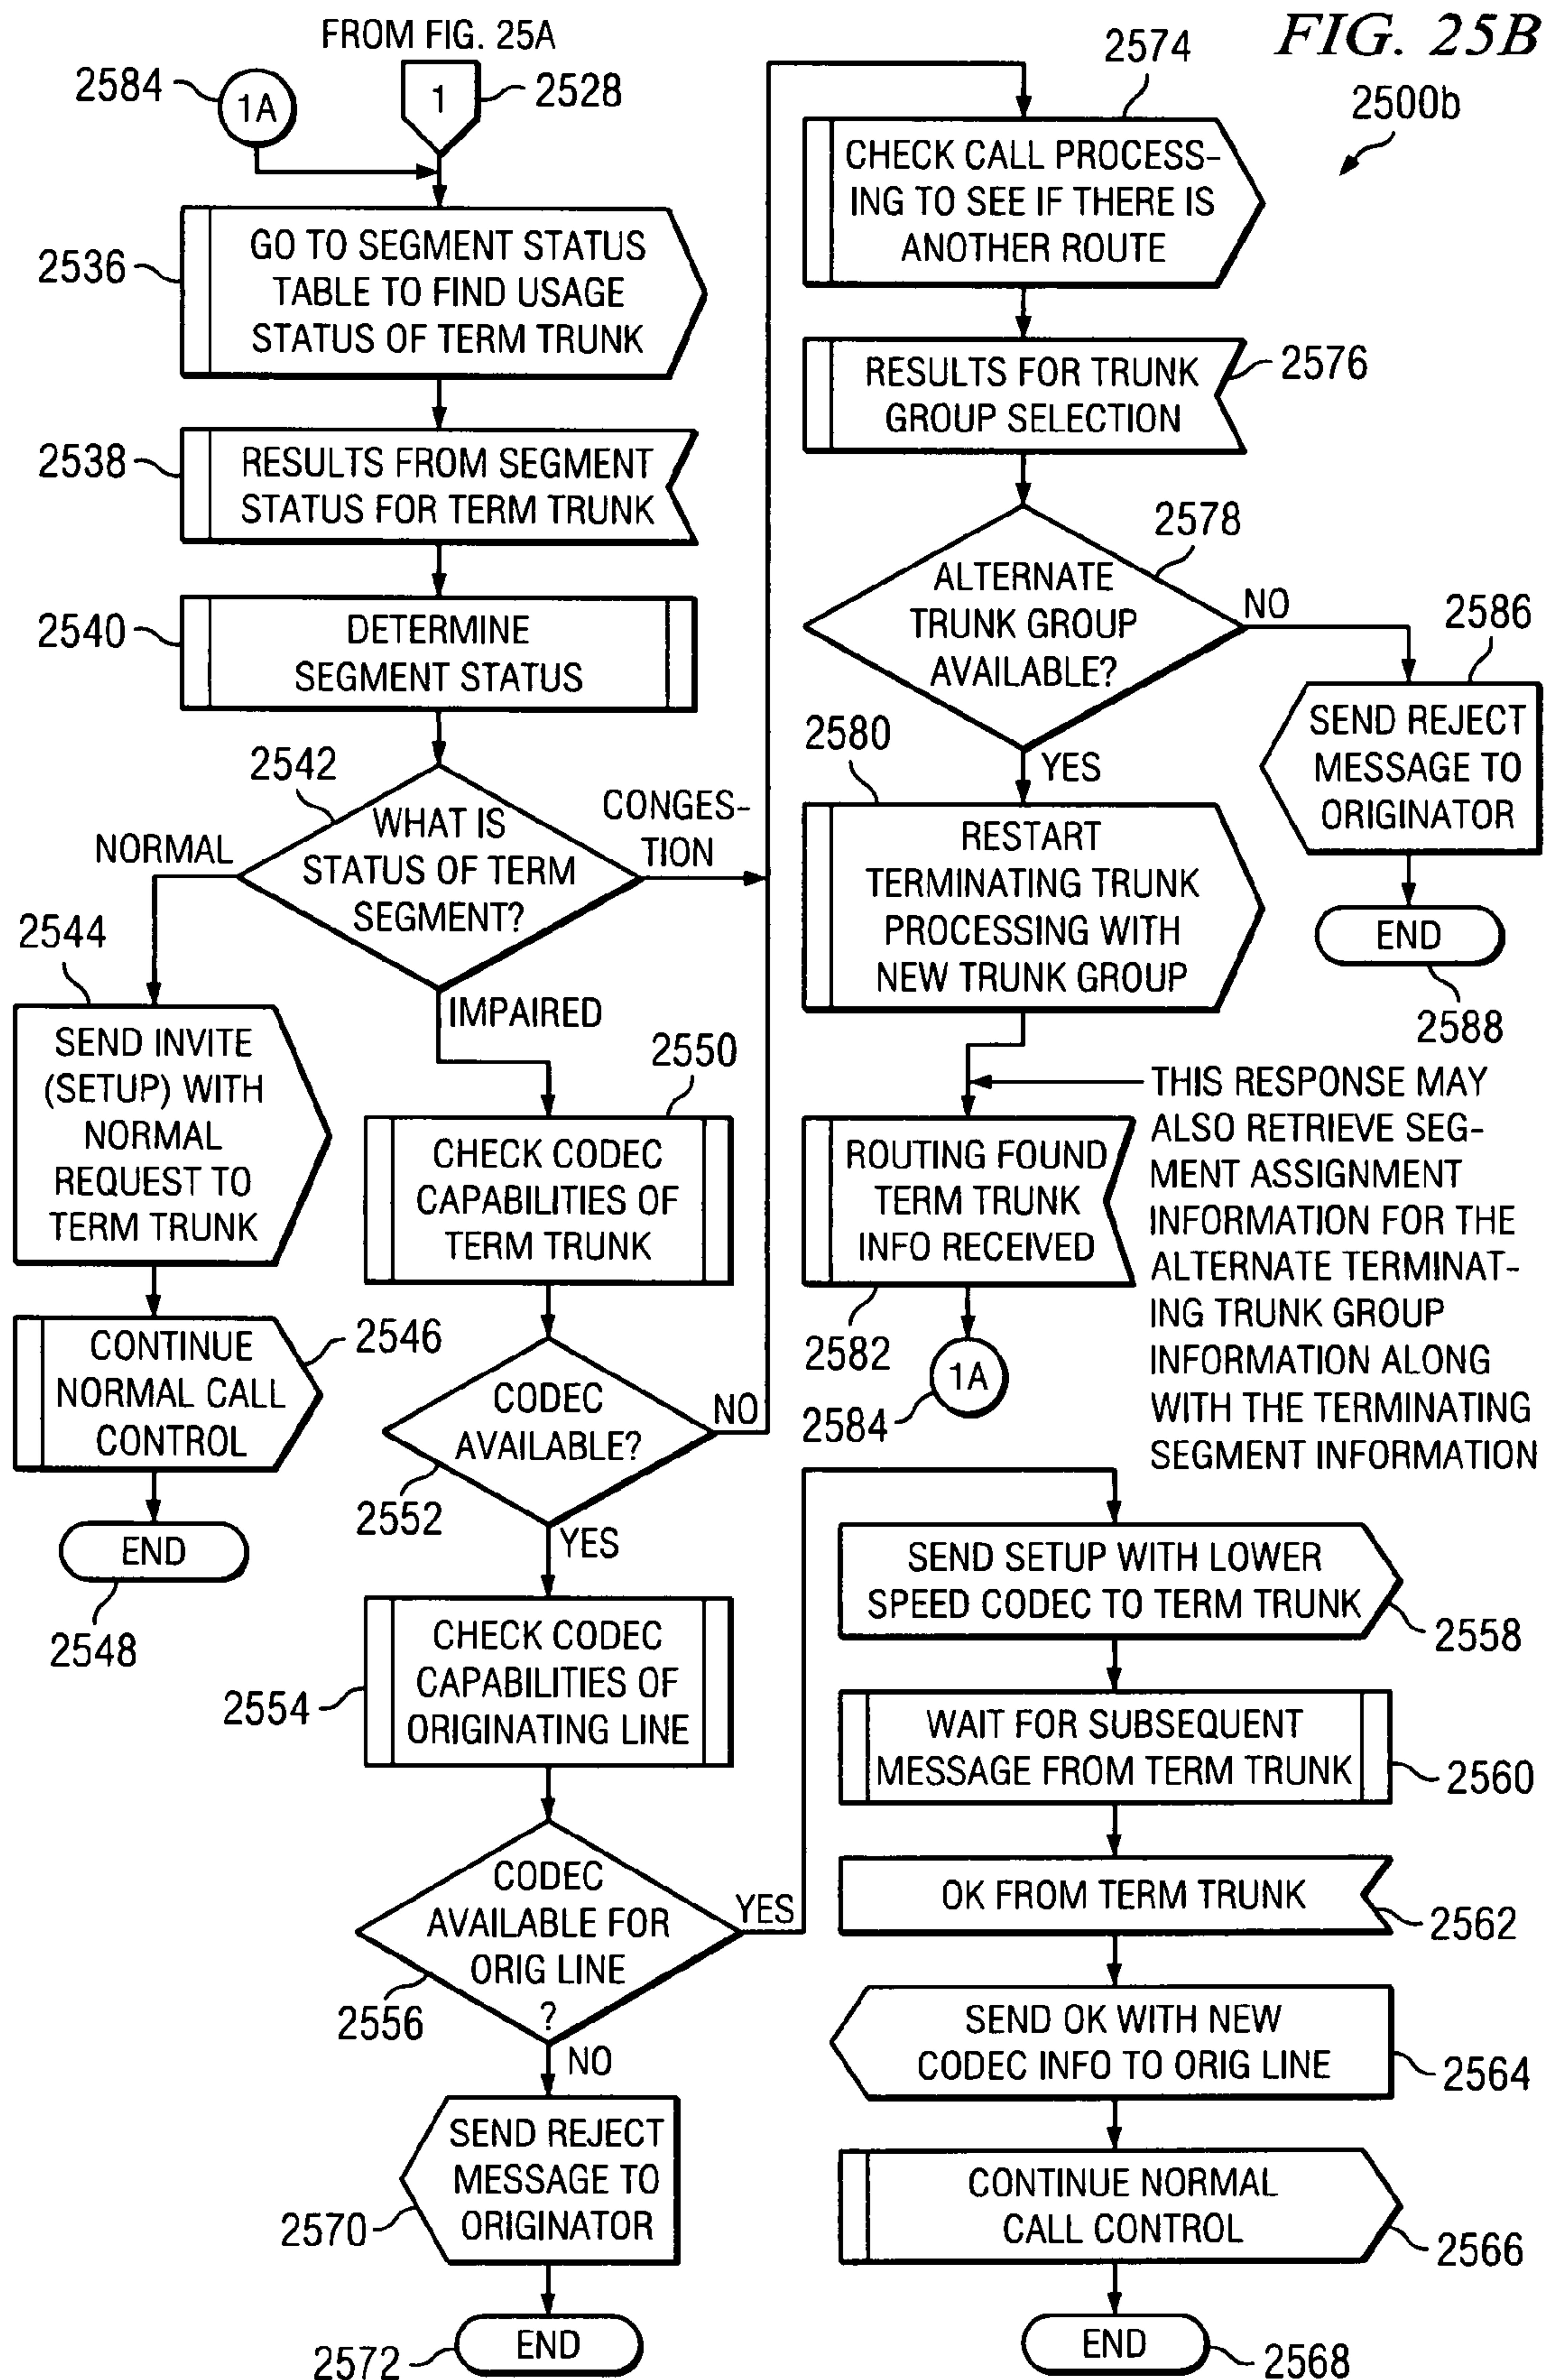 FIG. 25B
2500b
FROM FIG. 25A
2584
1A
1
2528
2536
GO TO SEGMENT STATUS
TABLE TO FIND USAGE
STATUS OF TERM TRUNK
2538
RESULTS FROM SEGMENT
STATUS FOR TERM TRUNK
2540
DETERMINE
SEGMENT STATUS
2542
WHAT IS
STATUS OF TERM
SEGMENT?
NORMAL
CONGES-
TION
IMPAIRED
2544
SEND INVITE
(SETUP) WITH
NORMAL
REQUEST TO
TERM TRUNK
2546
CONTINUE
NORMAL CALL
CONTROL
END
2548
2550
CHECK CODEC
CAPABILITIES OF
TERM TRUNK
CODEC
AVAILABLE?
NO
2552
YES
2554
CHECK CODEC
CAPABILITIES OF
ORIGINATING LINE
CODEC
AVAILABLE FOR
ORIG LINE
?
YES
2556
NO
SEND REJECT
MESSAGE TO
ORIGINATOR
2570
END
2572
2574
CHECK CALL PROCESS-
ING TO SEE IF THERE IS
ANOTHER ROUTE
RESULTS FOR TRUNK
GROUP SELECTION
2576
2578
ALTERNATE
TRUNK GROUP
AVAILABLE?
NO
2586
SEND REJECT
MESSAGE TO
ORIGINATOR
END
2588
YES
2580
RESTART
TERMINATING TRUNK
PROCESSING WITH
NEW TRUNK GROUP
THIS RESPONSE MAY
ALSO RETRIEVE SEG-
MENT ASSIGNMENT
INFORMATION FOR THE
ALTERNATE TERMINAT-
ING TRUNK GROUP
INFORMATION ALONG
WITH THE TERMINATING
SEGMENT INFORMATION
ROUTING FOUND
TERM TRUNK
INFO RECEIVED
2582
1A
2584
SEND SETUP WITH LOWER
SPEED CODEC TO TERM TRUNK
2558
WAIT FOR SUBSEQUENT
MESSAGE FROM TERM TRUNK
2560
OK FROM TERM TRUNK
2562
SEND OK WITH NEW
CODEC INFO TO ORIG LINE
2564
CONTINUE NORMAL
CALL CONTROL
2566
END
2568